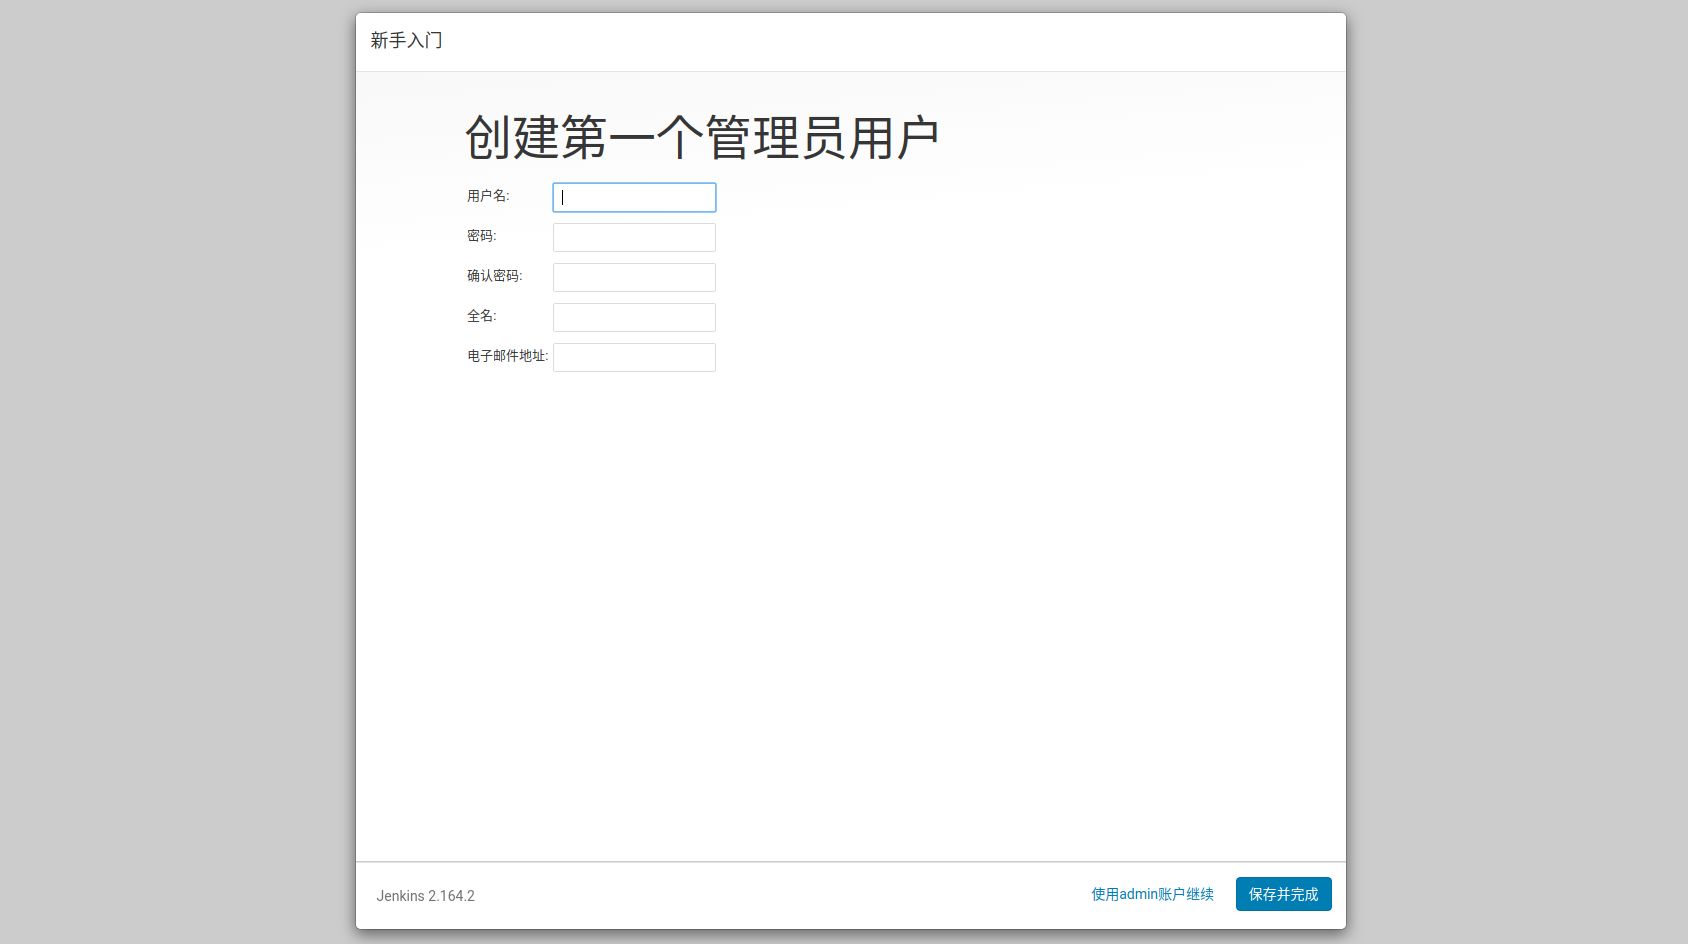 新手入门
创建第一个管理员用户
用户名:
密码:
确认密码:
全名:
电子邮件地址:
Jenkins 2.164.2
使用admin账户继续
保存并完成